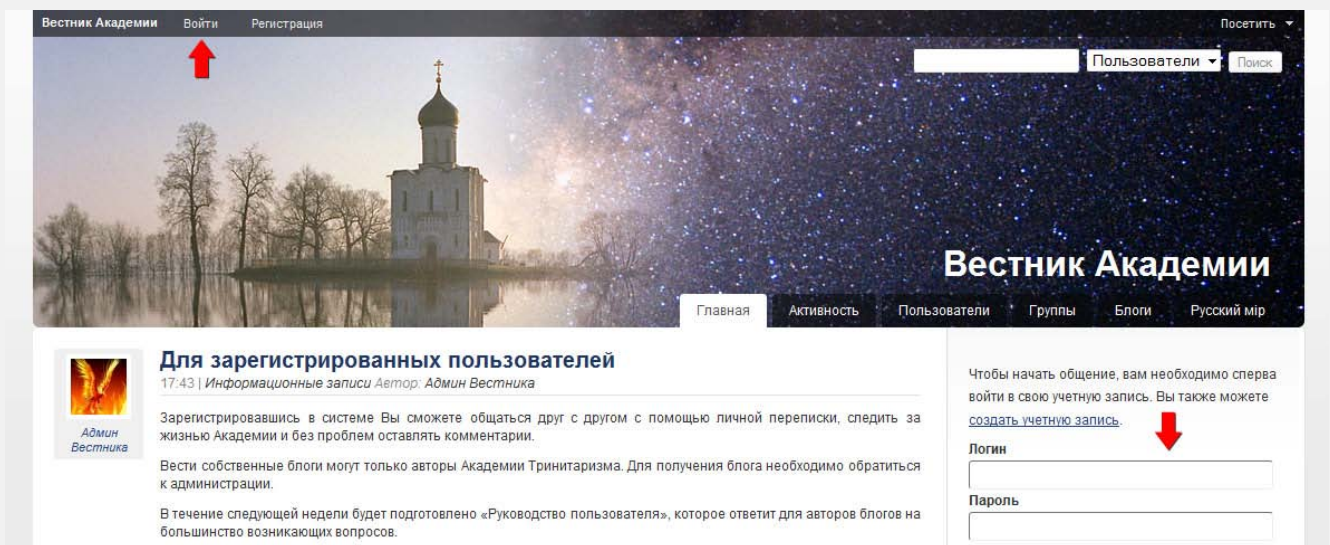 Вестник Академии Войти Регистрация Посетить
Пользователи Поиск
Вестник Академии
Главная Активность Пользователи Группы Блоги Русский мiр
Для зарегистрированных пользователей
17:43 | Информационные записи Автор: Админ Вестника
Админ
Вестника
Зарегистрировавшись в системе Вы сможете общаться друг с другом с помощью личной переписки, следить за
жизнью Академии и без проблем оставлять комментарии.
Вести собственные блоги могут только авторы Академии Тринитаризма. Для получения блога необходимо обратиться
к администрации.
В течение следующей недели будет подготовлено «Руководство пользователя», которое ответит для авторов блогов на
большинство возникающих вопросов.
Чтобы начать общение, вам необходимо сперва
войти в свою учетную запись. Вы также можете
создать учетную запись.
Логин
Пароль